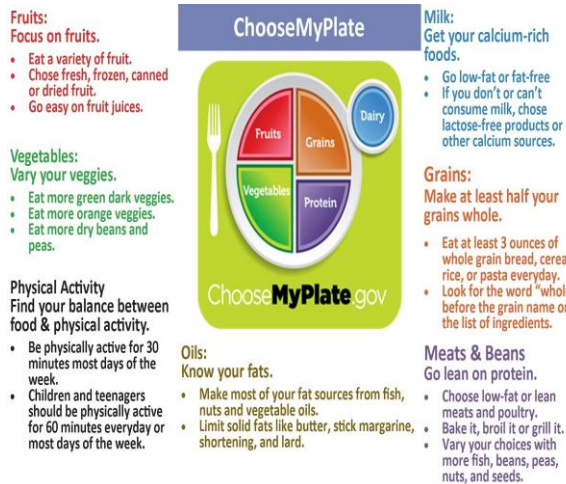 Fruits:
Focus on fruits.
• Eat a variety of fruit.
• Chose fresh, frozen, canned
or dried fruit.
• Go easy on fruit juices.
Vegetables:
Vary your veggies.
• Eat more green dark veggies.
• Eat more orange veggies.
• Eat more dry beans and
peas.
Physical Activity
Find your balance between
food & physical activity.
• Be physically active for 30
minutes most days of the
week.
• Children and teenagers
should be physically active
for 60 minutes everyday or
most days of the week.
ChooseMyPlate
Fruits
Grains
Dairy
Vegetables
Protein
ChooseMyPlate.gov
Oils:
Know your fats.
• Make most of your fat sources from fish,
nuts and vegetable oils.
• Limit solid fats like butter, stick margarine,
shortening, and lard.
Milk:
Get your calcium-rich
foods.
• Go low-fat or fat-free
• If you don't or can't
consume milk, chose
lactose-free products or
other calcium sources.
Grains:
Make at least half your
grains whole.
• Eat at least 3 ounces of
whole grain bread, cerea
rice, or pasta everyday.
• Look for the word "whol
before the grain name o
the list of ingredients.
Meats & Beans
Go lean on protein.
• Choose low-fat or lean
meats and poultry.
• Bake it, broil it or grill it.
• Vary your choices with
more fish, beans, peas,
nuts, and seeds.